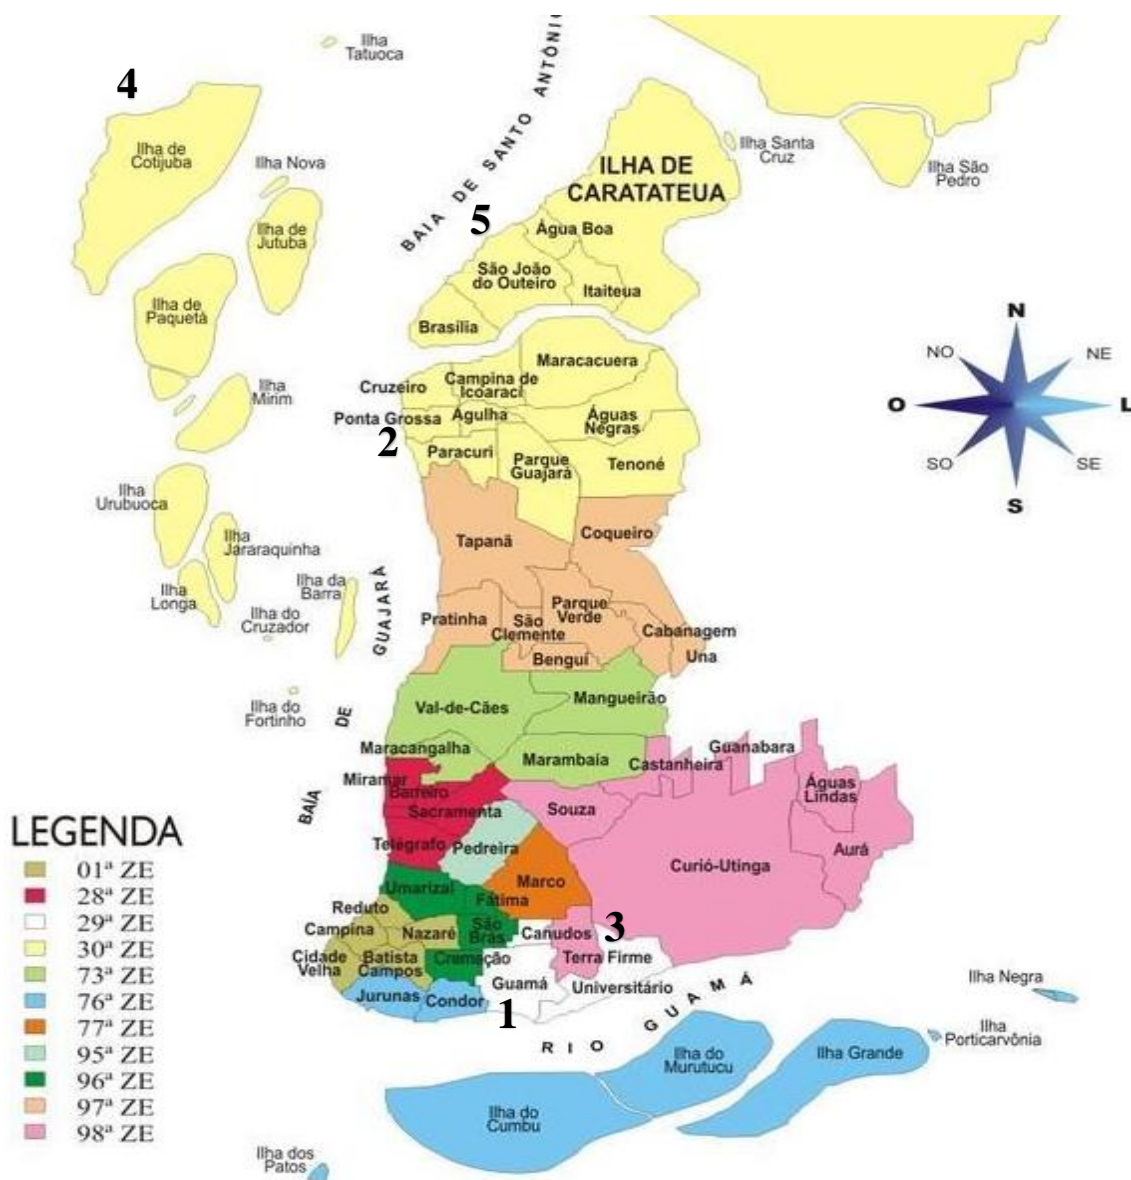 Ilha
Tatuoca
4
Ilha de
Cotijuba
Ilha Nova
Ilha de
Jutuba
Ilha de
Paquetà
Ilha
Mirim
Ilha
Urubuoca
Ilha
Jararaquinha
Ilha
Longa
Ilha da
Barra
Ilha do
Cruzador
Ilha do
Fortinho
BAIA DE SANTO ANTÔNIO
5
ILHA DE
CARATATEUA
Ilha Santa
Cruz
Ilha São
Pedro
Água Boa
São João
do Outeiro
Itaiteua
Brasília
Maracacuera
Cruzeiro
Campina de
Icoaraci
Ponta Grossa
Águlha
Águas
Negras
2
Paracuri
Parque
Guajará
Tenoné
N
NO
NE
O
L
SO
SE
S
Tapanã
Coqueiro
Parque
Verde
Pratinha
São
Clemente
Cabanagem
Una
Benguí
BAÍA DE GUAJARÀ
Val-de-Cães
Mangueirão
Maracangalha
Marambaia
Castanheira
Guanabara
Miramar
Barreiro
Sacramenta
Souza
Águas
Lindas
Telégrafo
Pedreira
Aurá
Curió-Utinga
Marco
Umarizal
Fátima
Reduto
Campina
Nazaré
São
Brás
Canudos
3
Cidade
Velha
Batista
Campos
Cremação
Terra Firme
Guamá
Universitário
Jurunas
Condor
1
RIO GUAMÁ
Ilha Negra
Ilha
Porticarvônia
Ilha do
Murutucu
Ilha Grande
Ilha do
Cumbu
Ilha dos
Patos
LEGENDA
01ª ZE
28ª ZE
29ª ZE
30ª ZE
73ª ZE
76ª ZE
77ª ZE
95ª ZE
96ª ZE
97ª ZE
98ª ZE